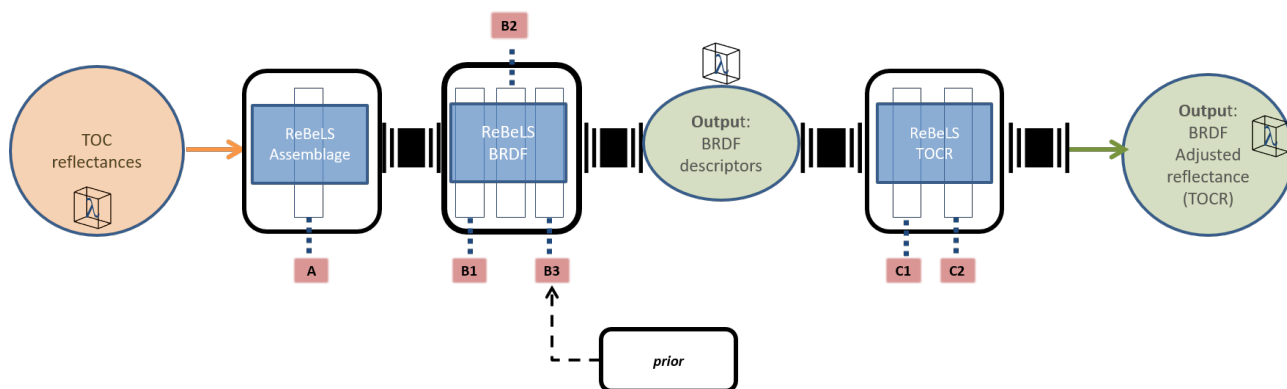 B2
λ
TOC
reflectances
λ
ReBeLS
Assemblage
ReBeLS
BRDF
Output:
BRDF
descriptors
ReBeLS
TOCR
Output:
BRDF
Adjusted
reflectance
(TOCR)
λ
A
B1
B3
C1
C2
prior